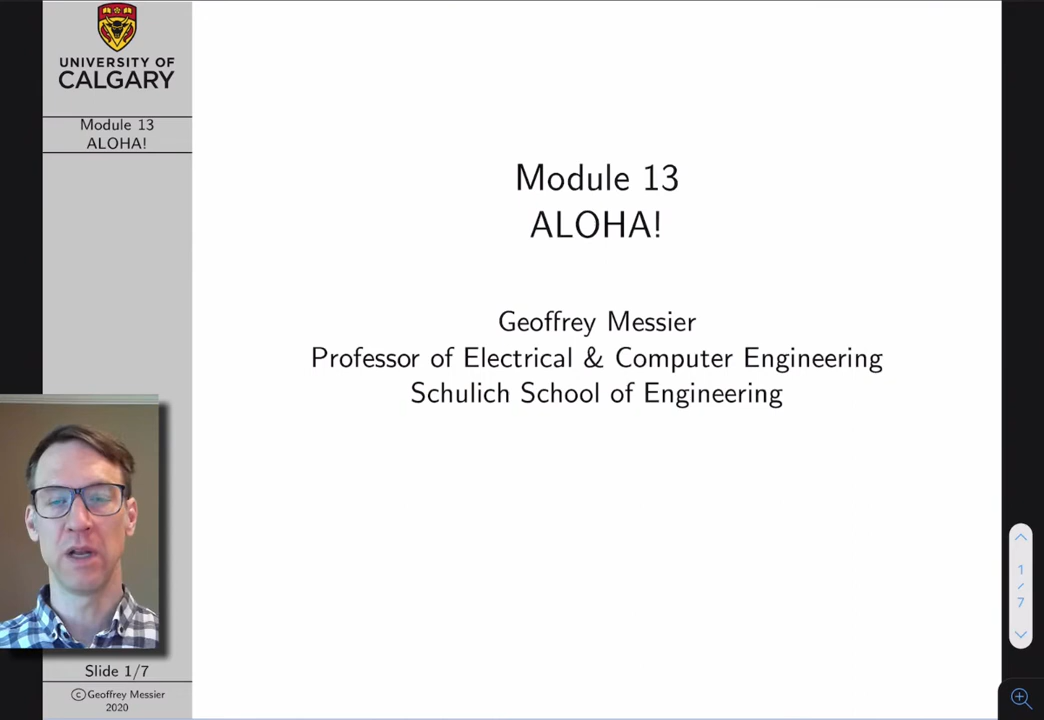 UNIVERSITY OF
CALGARY
Module 13
ALOHA!
Module 13
ALOHA!
Geoffrey Messier
Professor of Electrical & Computer Engineering
Schulich School of Engineering
1
/
7
Slide 1/7
©Geoffrey Messier
2020